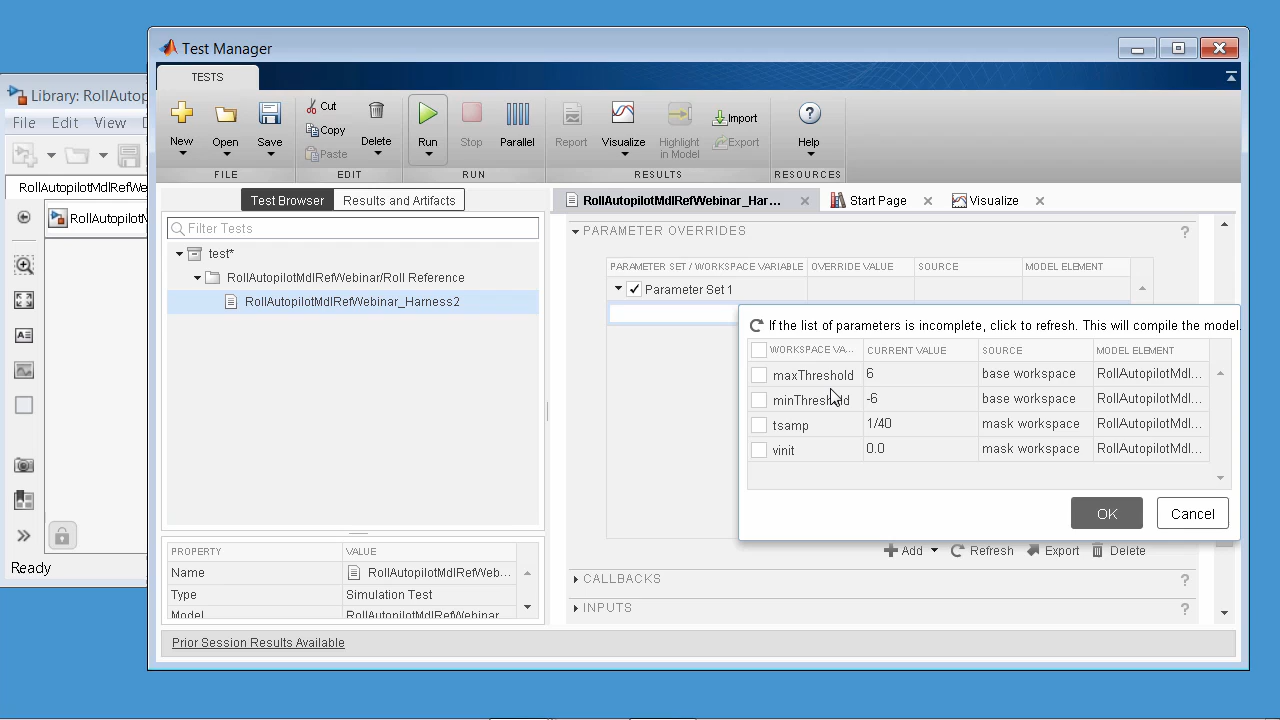 Test Manager
TESTS
Library: RollAutop
File Edit View
New
Open
Save
Cut
Copy
Paste
Delete
Run
Stop
Parallel
Report
Visualize
Highlight
in Model
Import
Export
Help
FILE
EDIT
RUN
RESULTS
RESOURCES
RollAutopilotMdlRefWe
RollAutopilotM
Ready
Test Browser
Results and Artifacts
Filter Tests
test*
RollAutopilotMdlRefWebinar/Roll Reference
RollAutopilotMdlRefWebinar_Harness2
PROPERTY VALUE
Name RollAutopilotMdlRefWeb...
Type Simulation Test
Model RollAutopilotMdlRefWebinar
Prior Session Results Available
RollAutopilotMdlRefWebinar_Har...
Start Page
Visualize
PARAMETER OVERRIDES ?
PARAMETER SET / WORKSPACE VARIABLE OVERRIDE VALUE SOURCE MODEL ELEMENT
Parameter Set 1
If the list of parameters is incomplete, click to refresh. This will compile the model
WORKSPACE VA... CURRENT VALUE SOURCE MODEL ELEMENT
maxThreshold 6 base workspace RollAutopilotMdl...
minThreshold -6 base workspace RollAutopilotMdl...
tsamp 1/40 mask workspace RollAutopilotMdl...
vinit 0.0 mask workspace RollAutopilotMdl...
OK
Cancel
Add Refresh Export Delete
CALLBACKS ?
INPUTS ?